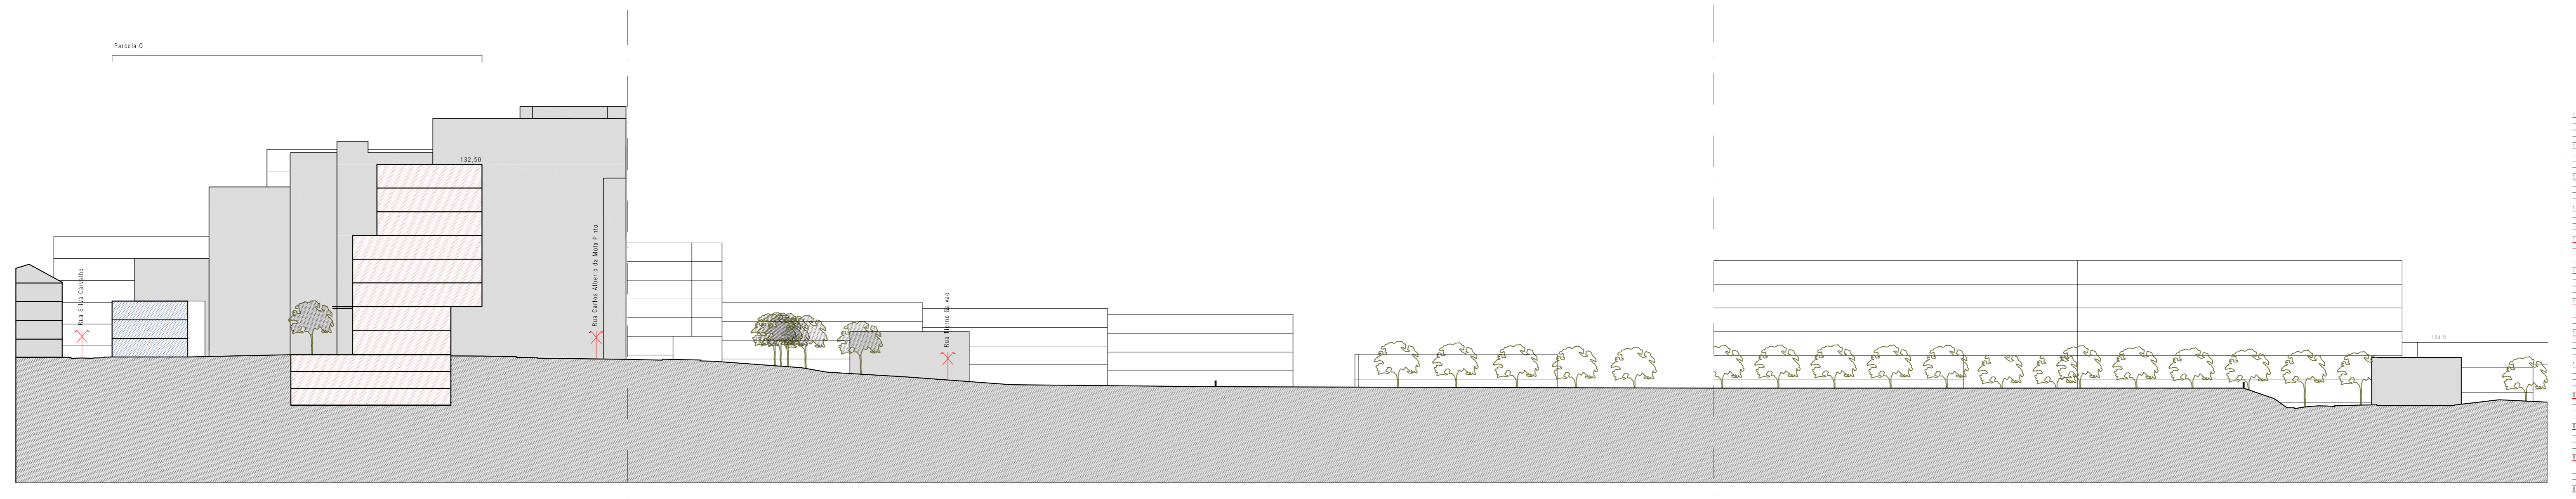 Parcela Q
132.50
Rua Silva Carvalho
Rua Carlos Alberto da Mota Pinto
Rua Tierno Galvao
104.0